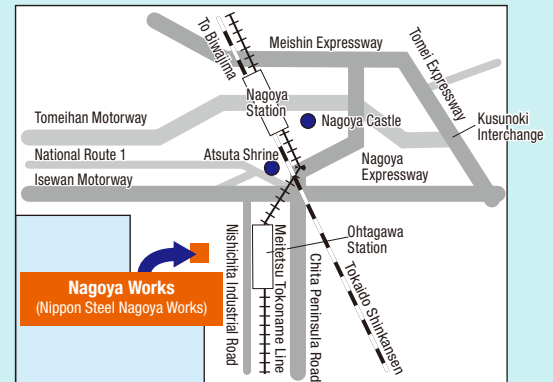 To Biwajima
Meishin Expressway
Tomei Expressway
Nagoya
Station
Tomeihan Motorway
Nagoya Castle
Kusunoki
Interchange
National Route 1
Atsuta Shrine
Nagoya
Expressway
Isewan Motorway
Nishichita Industrial Road
Meitetsu Tokoname Line
Chita Peninsula Road
Ohtagawa
Station
Tokaido Shinkansen
Nagoya Works
(Nippon Steel Nagoya Works)